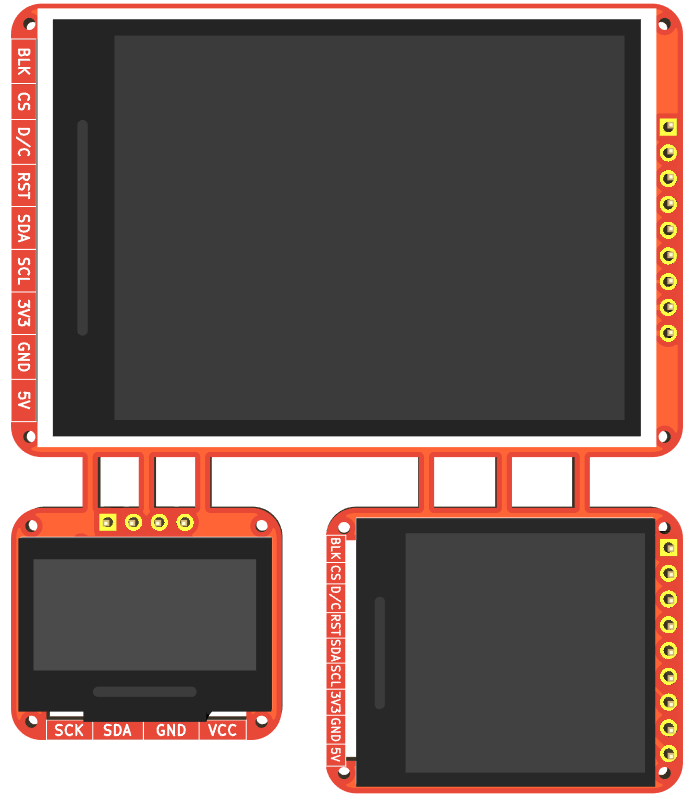 BLK
CS
D/C
RST
SDA
SCL
3V3
GND
5V
SCK SDA GND VCC
BLK
CS
D/C
RST
SDA
SCL
3V3
GND
5V